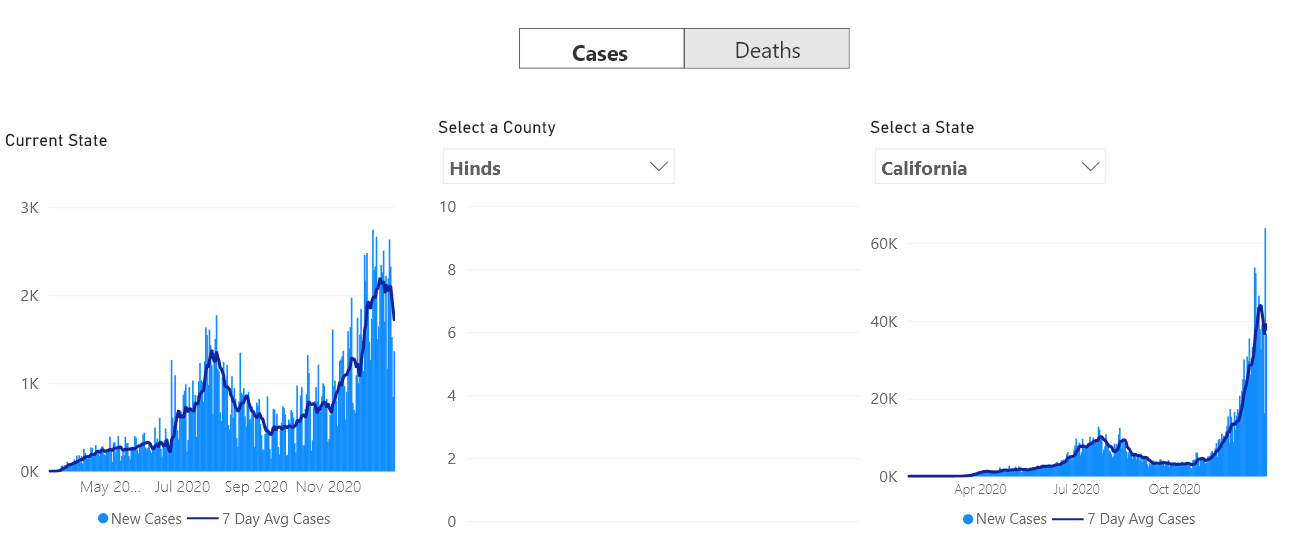 Cases
Deaths
Current State
3K
2K
1K
0K
May 20... Jul 2020 Sep 2020 Nov 2020
New Cases 7 Day Avg Cases
Select a County
Hinds
10
8
6
4
2
0
Select a State
California
60K
40K
20K
0K
Apr 2020 Jul 2020 Oct 2020
New Cases 7 Day Avg Cases